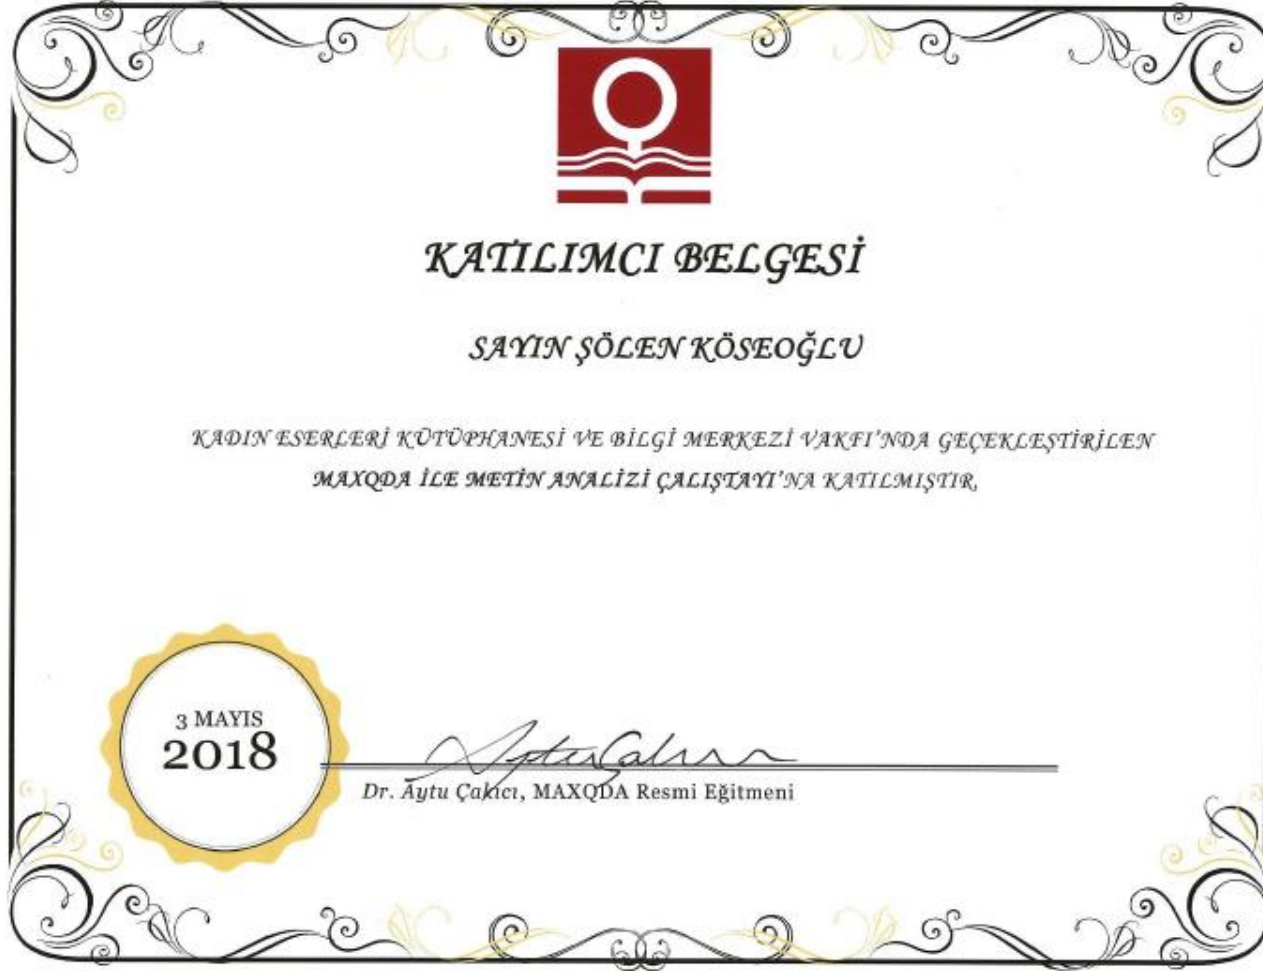 KATILIMCI BELGESİ
SAYIN ŞÖLEN KÖSEOĞLU
KADIN ESERLERİ KÜTÜPHANESİ VE BİLGİ MERKEZİ VAKFI'NDA GEÇEKLEŞTİRİLEN
MAXQDA İLE METİN ANALİZİ ÇALIŞTAYI'NA KATILMIŞTIR.
3 MAYIS
2018
Dr. Aytu Çakıcı, MAXQDA Resmi Eğitmeni